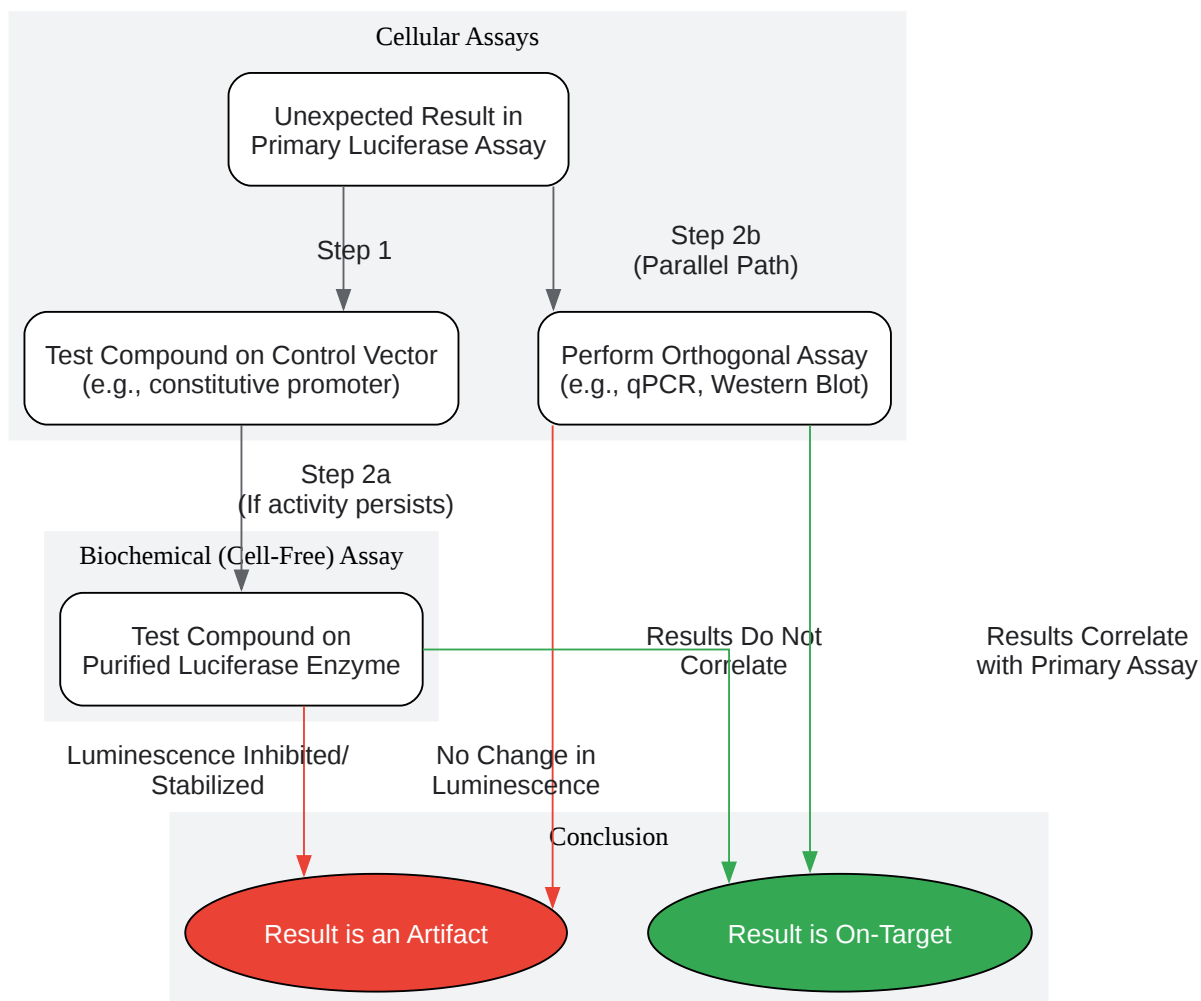 Cellular Assays
Unexpected Result in
Primary Luciferase Assay
Step 1
Step 2b
(Parallel Path)
Test Compound on Control Vector
(e.g., constitutive promoter)
Perform Orthogonal Assay
(e.g., qPCR, Western Blot)
Step 2a
(If activity persists)
Biochemical (Cell-Free) Assay
Test Compound on
Purified Luciferase Enzyme
Results Do Not
Correlate
Results Correlate
with Primary Assay
Luminescence Inhibited/
Stabilized
No Change in
Luminescence
Conclusion
Result is an Artifact
Result is On-Target